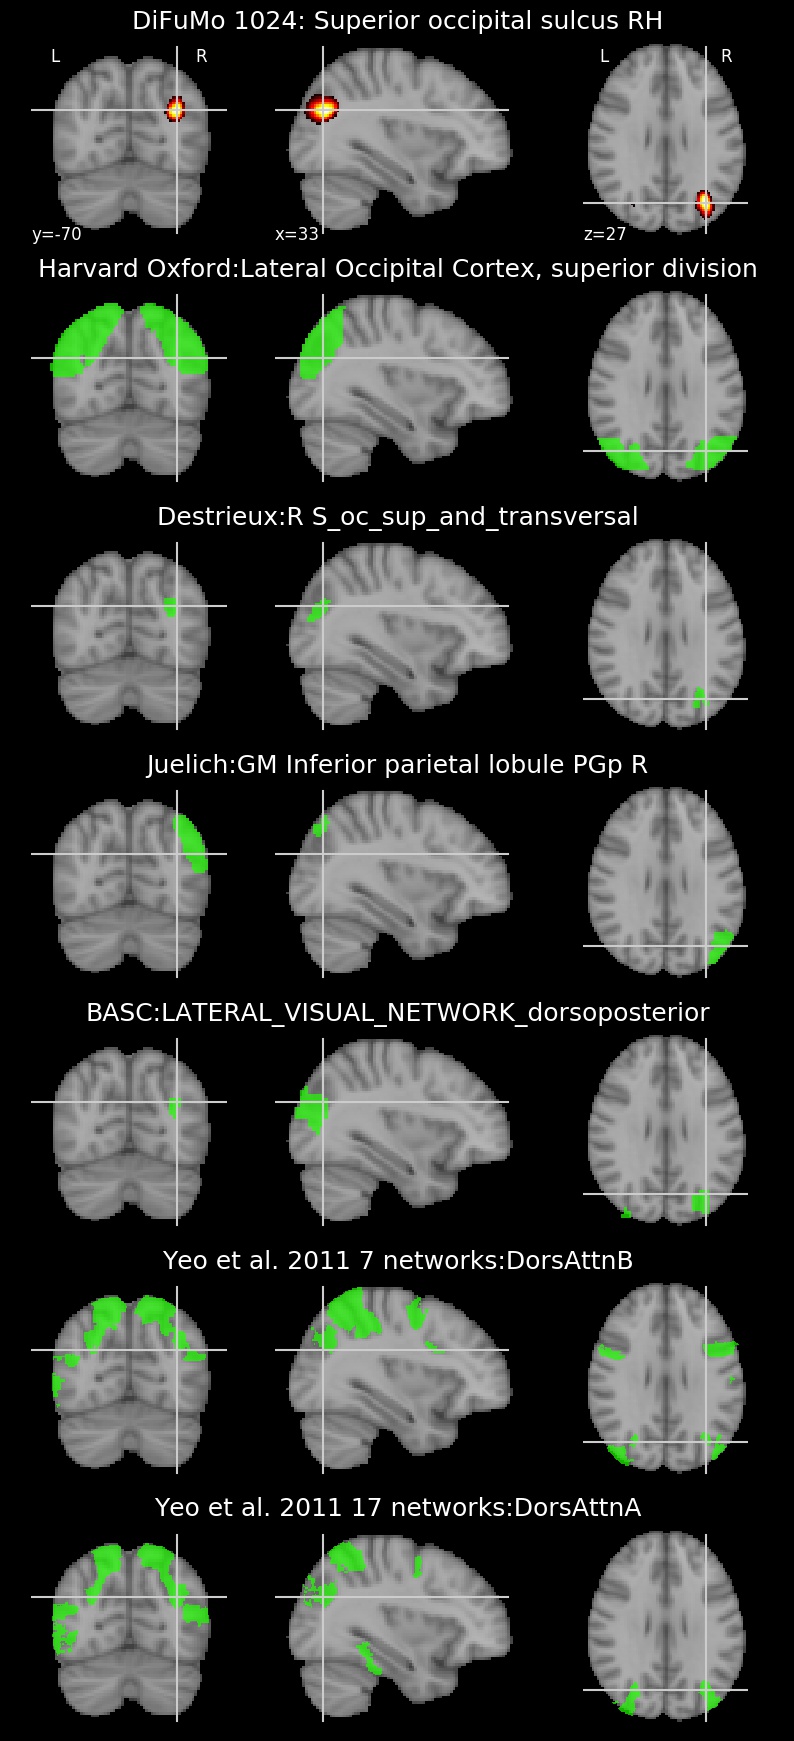 DiFuMo 1024: Superior occipital sulcus RH
L R L R
y=-70 x=33 z=27
Harvard Oxford:Lateral Occipital Cortex, superior division
Destrieux:R S_oc_sup_and_transversal
Juelich:GM Inferior parietal lobule PGp R
BASC:LATERAL_VISUAL_NETWORK_dorsoposterior
Yeo et al. 2011 7 networks:DorsAttnB
Yeo et al. 2011 17 networks:DorsAttnA